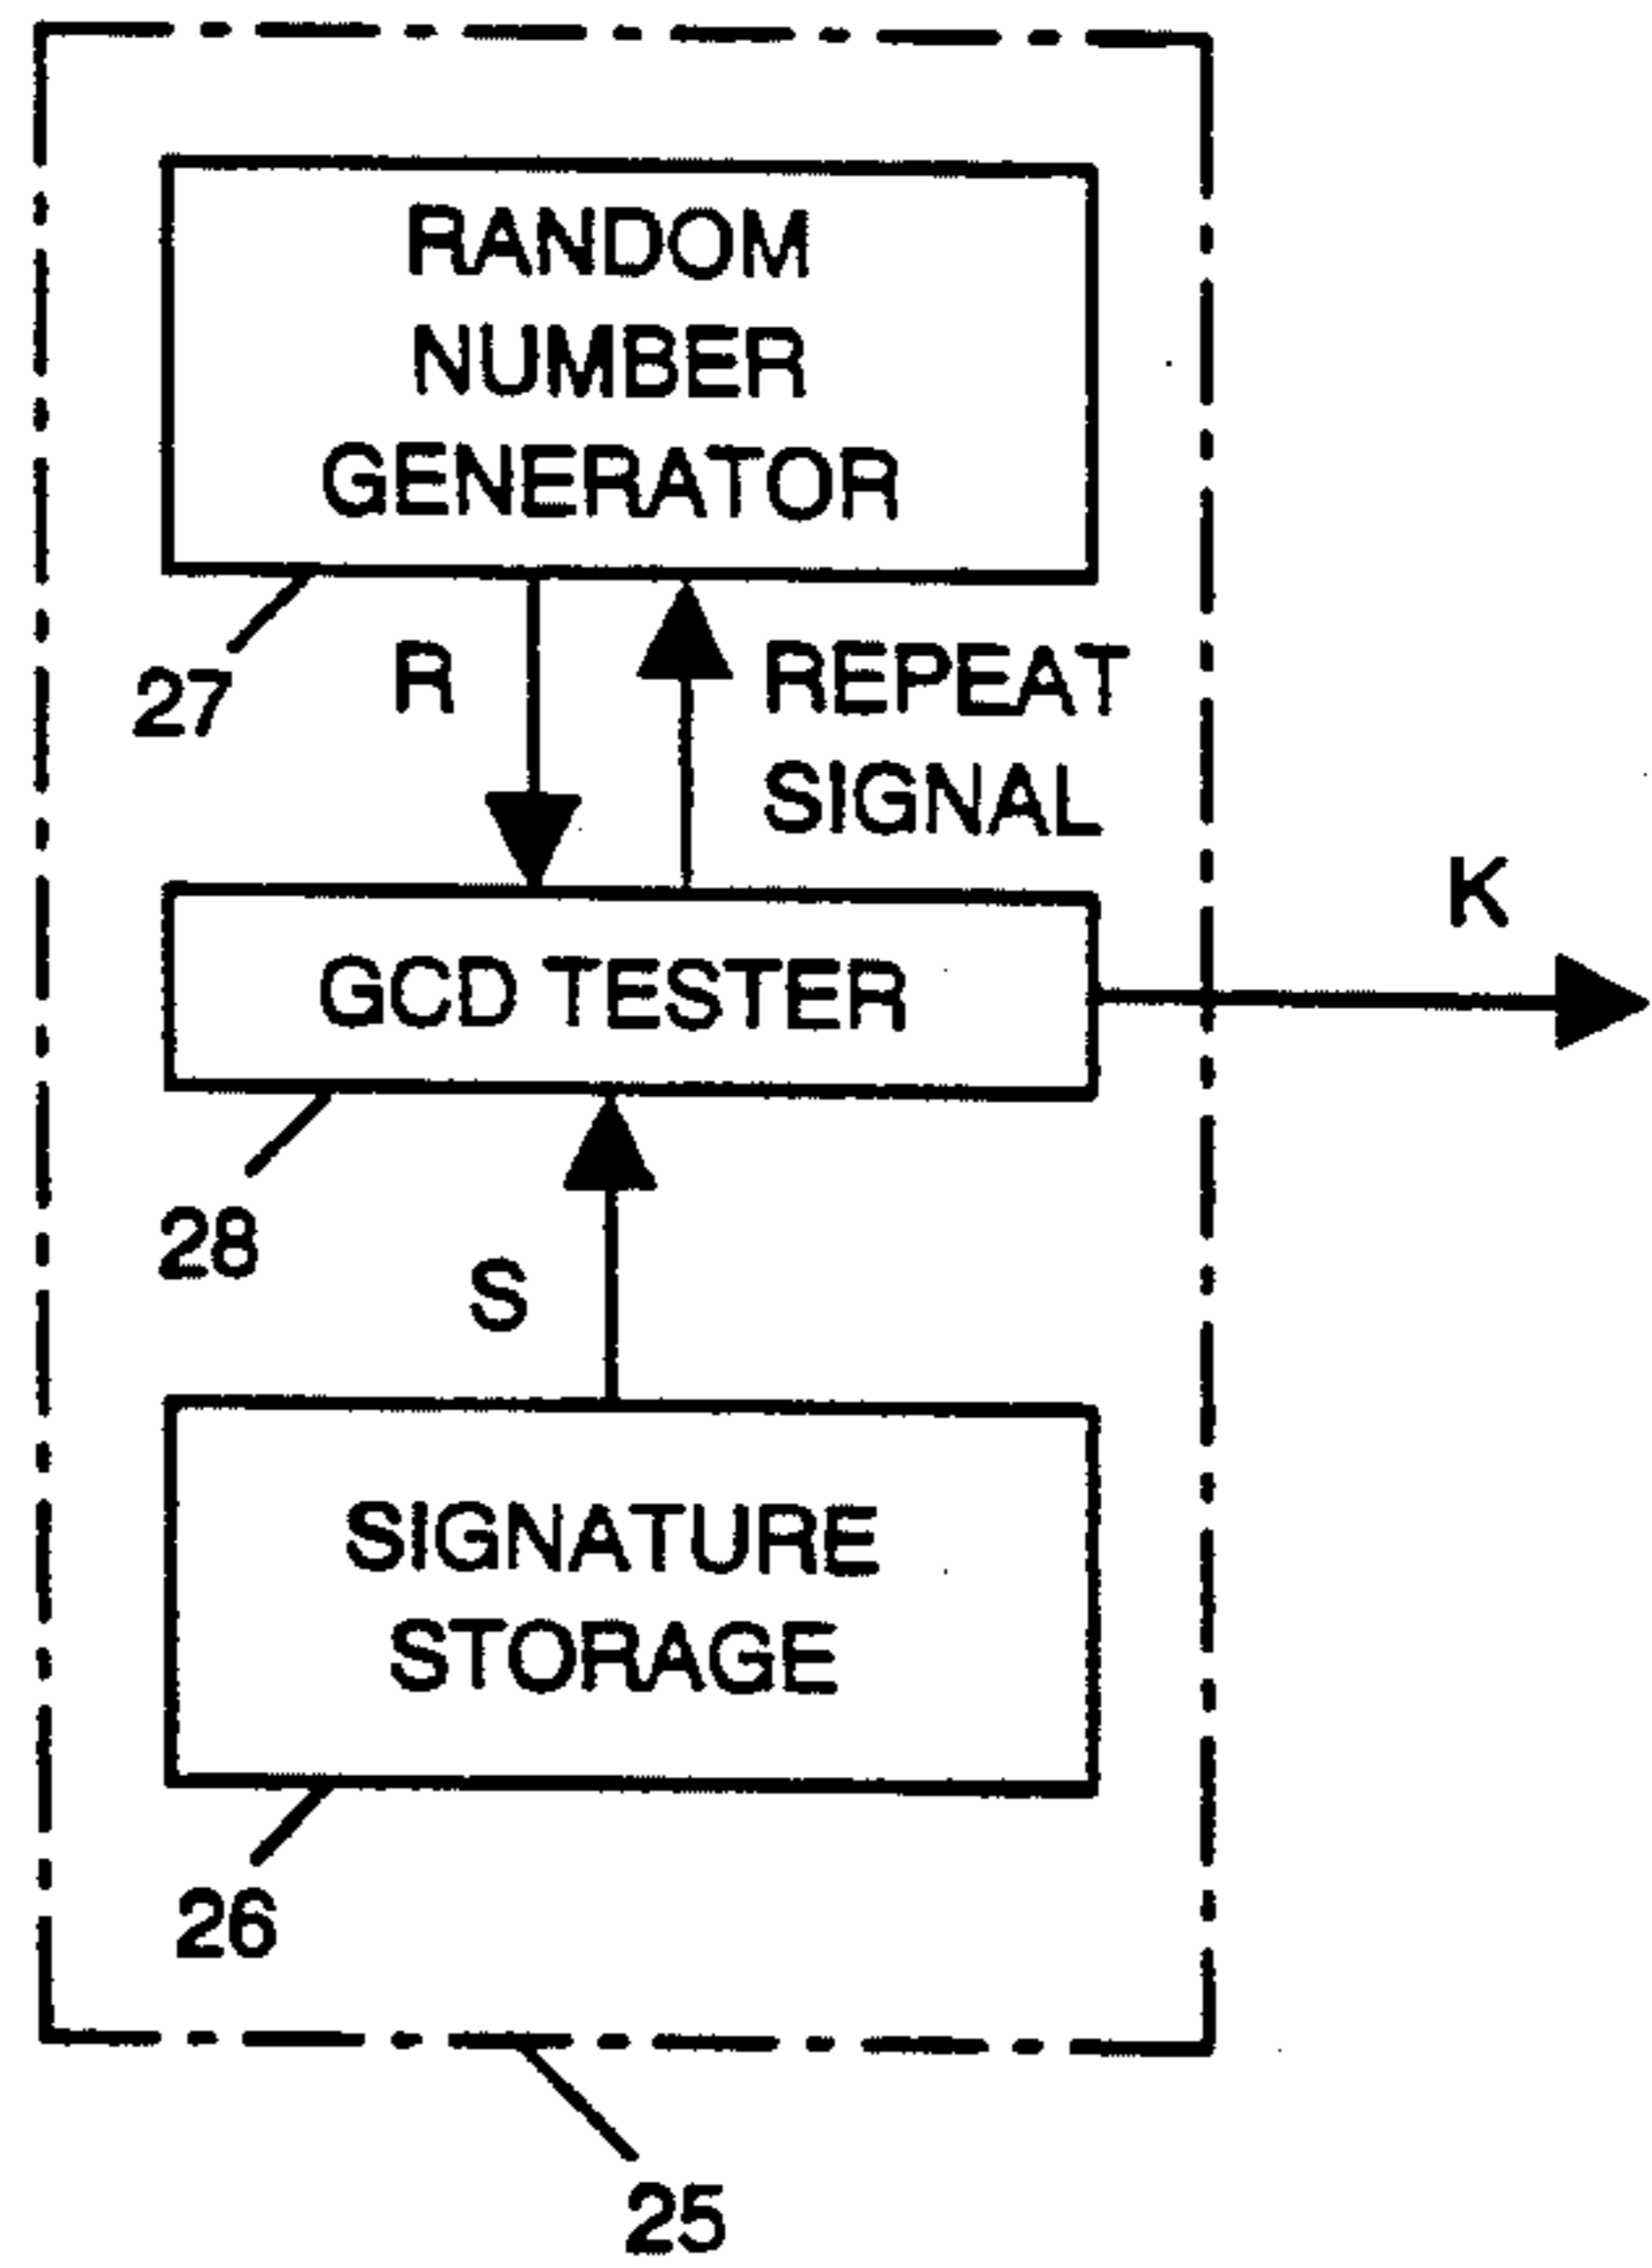 RANDOM
NUMBER
GENERATOR
27
R
REPEAT
SIGNAL
K
GCD TESTER
28
S
SIGNATURE
STORAGE
26
25